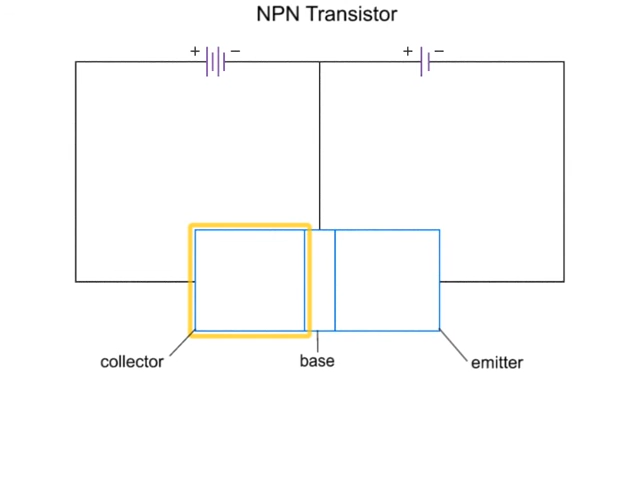 NPN Transistor
+ − + −
collector base emitter